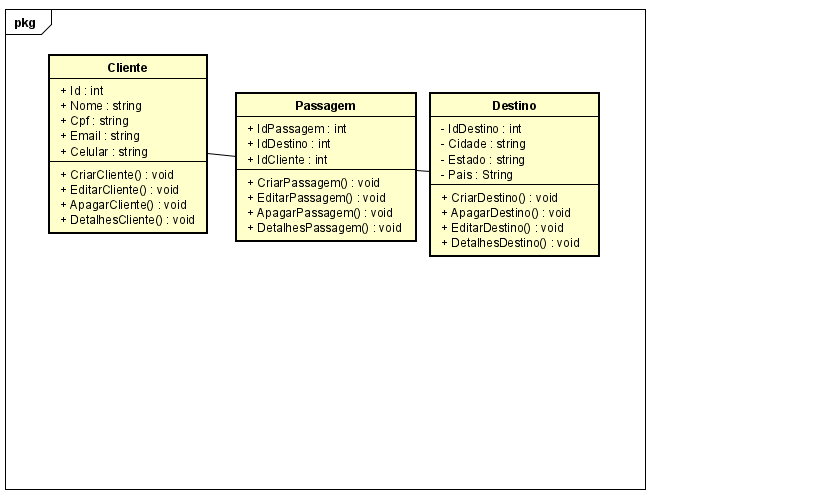 pkg
Cliente
+ Id : int
+ Nome : string
+ Cpf : string
+ Email : string
+ Celular : string
+ CriarCliente() : void
+ EditarCliente() : void
+ ApagarCliente() : void
+ DetalhesCliente() : void
Passagem
+ IdPassagem : int
+ IdDestino : int
+ IdCliente : int
+ CriarPassagem() : void
+ EditarPassagem() : void
+ ApagarPassagem() : void
+ DetalhesPassagem() : void
Destino
- IdDestino : int
- Cidade : string
- Estado : string
- Pais : String
+ CriarDestino() : void
+ ApagarDestino() : void
+ EditarDestino() : void
+ DetalhesDestino() : void